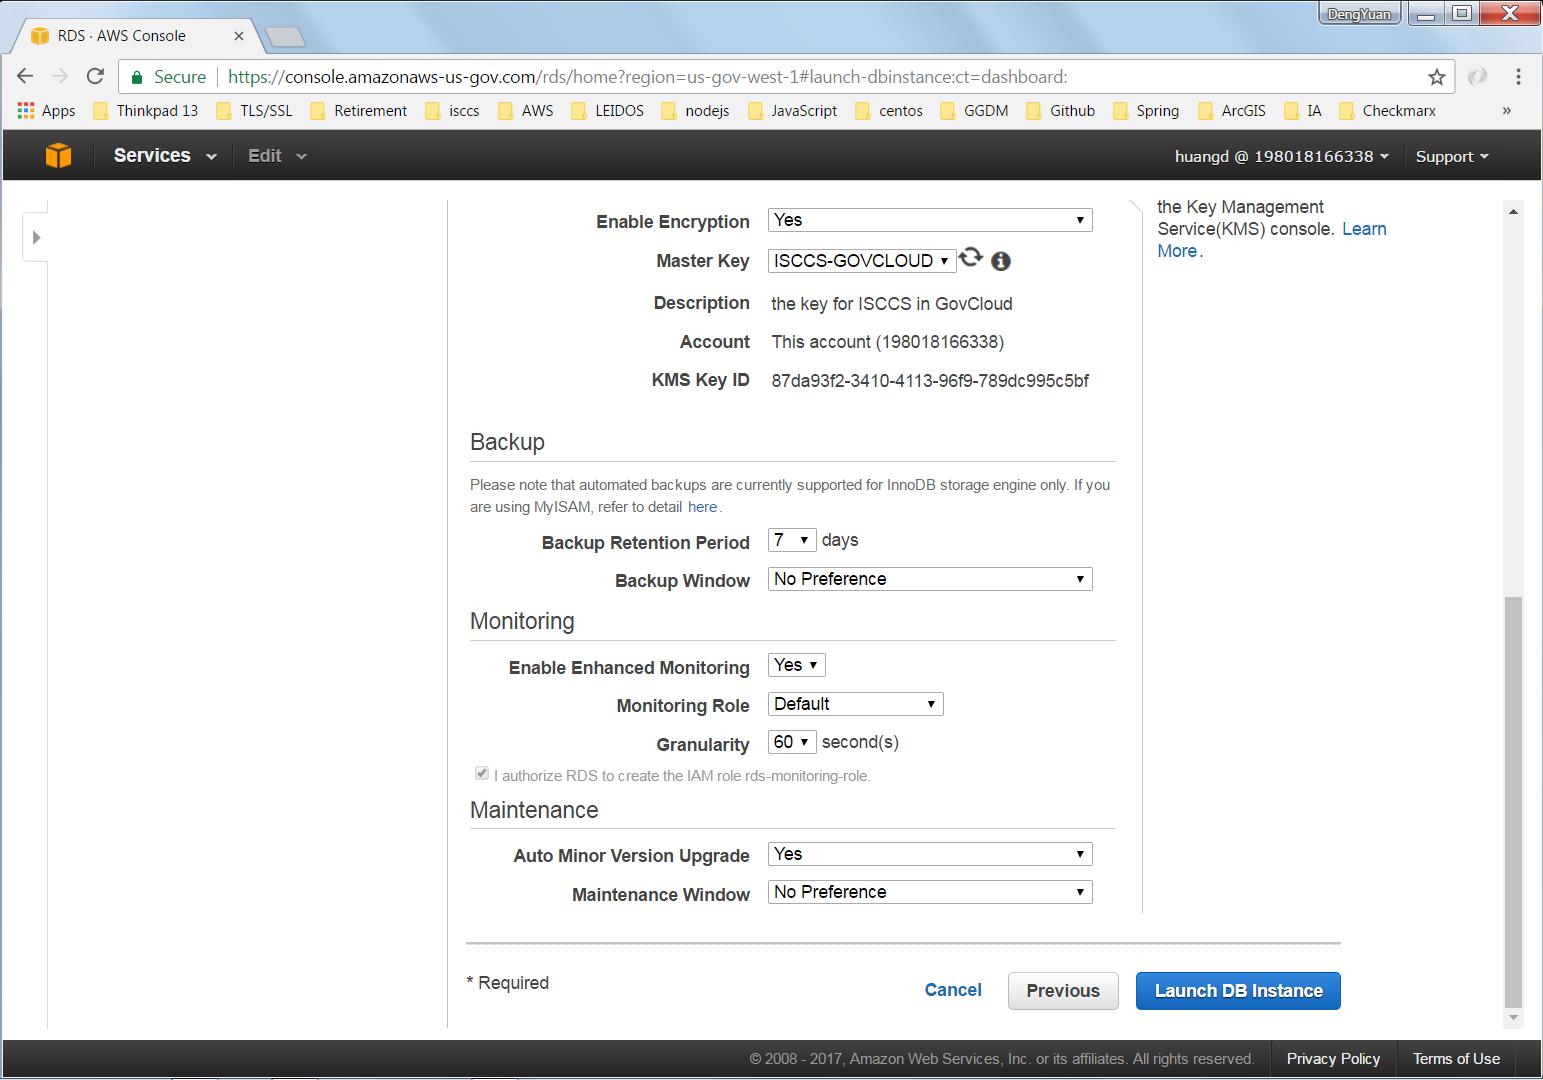 DengYuan
RDS · AWS Console
Secure https://console.amazonaws-us-gov.com/rds/home?region=us-gov-west-1#launch-dbinstance:ct=dashboard:
Apps Thinkpad 13 TLS/SSL Retirement isccs AWS LEIDOS nodejs JavaScript centos GGDM Github Spring ArcGIS IA Checkmarx »
Services Edit huangd @ 198018166338 Support
the Key Management
Service(KMS) console. Learn
More.
Enable Encryption Yes
Master Key ISCCS-GOVCLOUD
Description the key for ISCCS in GovCloud
Account This account (198018166338)
KMS Key ID 87da93f2-3410-4113-96f9-789dc995c5bf
Backup
Please note that automated backups are currently supported for InnoDB storage engine only. If you
are using MyISAM, refer to detail here.
Backup Retention Period 7 days
Backup Window No Preference
Monitoring
Enable Enhanced Monitoring Yes
Monitoring Role Default
Granularity 60 second(s)
I authorize RDS to create the IAM role rds-monitoring-role.
Maintenance
Auto Minor Version Upgrade Yes
Maintenance Window No Preference
* Required Cancel Previous Launch DB Instance
© 2008 - 2017, Amazon Web Services, Inc. or its affiliates. All rights reserved. Privacy Policy Terms of Use